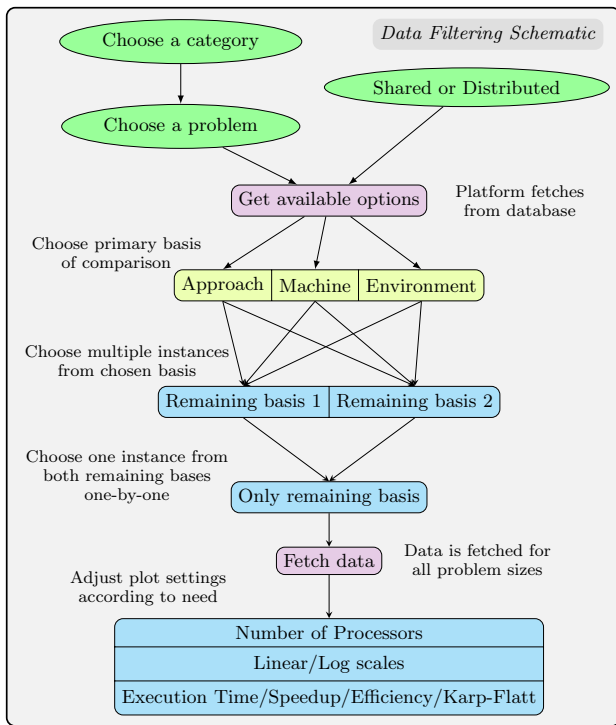 Choose a category
Data Filtering Schematic
Shared or Distributed
Choose a problem
Get available options
Platform fetches
from database
Choose primary basis
of comparison
Approach
Machine
Environment
Choose multiple instances
from chosen basis
Remaining basis 1
Remaining basis 2
Choose one instance from
both remaining bases
one-by-one
Only remaining basis
Fetch data
Data is fetched for
all problem sizes
Adjust plot settings
according to need
Number of Processors
Linear/Log scales
Execution Time/Speedup/Efficiency/Karp-Flatt